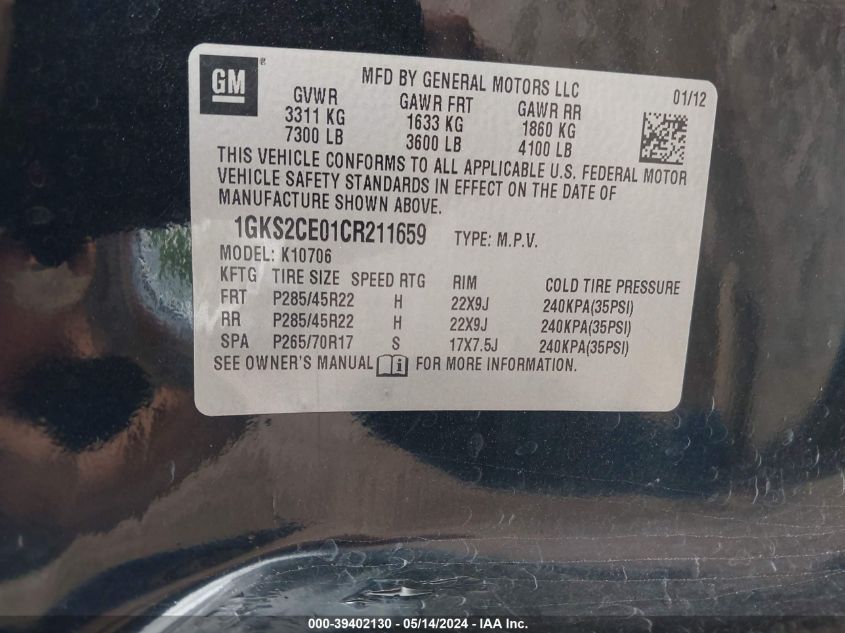 GM ®
MFD BY GENERAL MOTORS LLC
01/12
GVWR GAWR FRT GAWR RR
3311 KG 1633 KG 1860 KG
7300 LB 3600 LB 4100 LB
THIS VEHICLE CONFORMS TO ALL APPLICABLE U.S. FEDERAL MOTOR
VEHICLE SAFETY STANDARDS IN EFFECT ON THE DATE OF
MANUFACTURE SHOWN ABOVE.
1GKS2CE01CR211659 TYPE: M.P.V.
MODEL: K10706
KFTG TIRE SIZE SPEED RTG RIM COLD TIRE PRESSURE
FRT P285/45R22 H 22X9J 240KPA(35PSI)
RR P285/45R22 H 22X9J 240KPA(35PSI)
SPA P265/70R17 S 17X7.5J 240KPA(35PSI)
SEE OWNER'S MANUAL i FOR MORE INFORMATION.
000-39402130 - 05/14/2024 - IAA Inc.